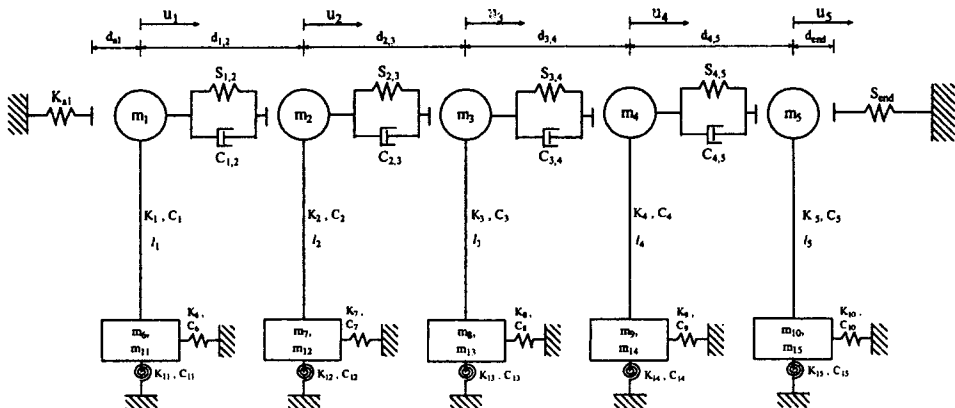 u1 u2 u3 u4 u5
da1 d1,2 d2,3 d3,4 d4,5 dend
S1,2 S2,3 S3,4 S4,5
Ka1 Send
m1 m2 m3 m4 m5
C1,2 C2,3 C3,4 C4,5
K1 , C1 K2 , C2 K3 , C3 K4 , C4 K5 , C5
l1 l2 l3 l4 l5
K6 , K7 , K8 , K8 , K10 ,
C6 C7 C8 C9 C10
m6, m7, m8, m9, m10,
m11 m12 m13 m14 m15
K11 , C11 K12 , C12 K13 , C13 K14 , C14 K15 , C15